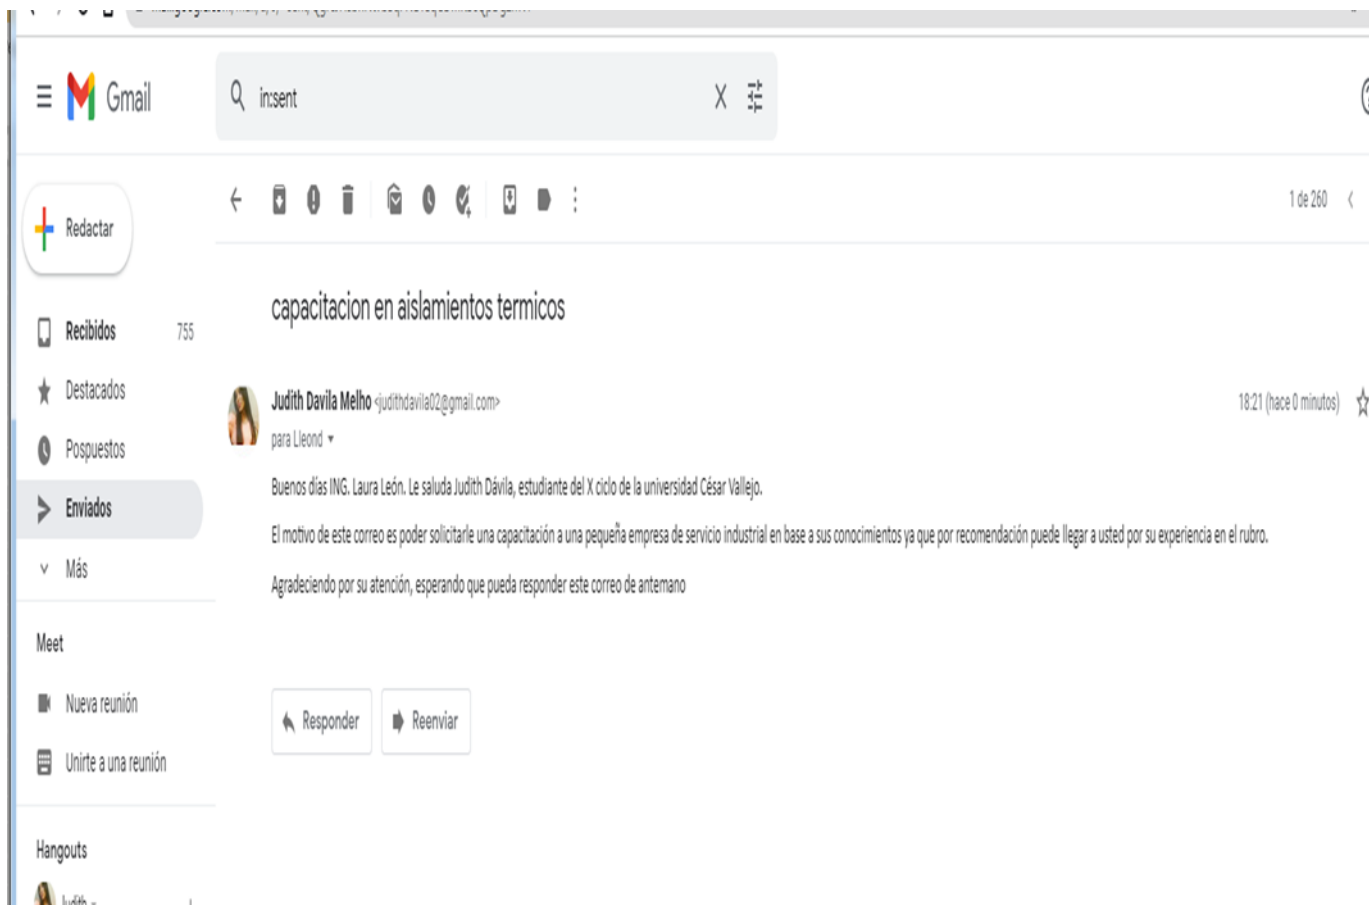 Gmail
in:sent
Redactar
1 de 260
capacitacion en aislamientos termicos
Recibidos 755
Destacados
Judith Davila Melho <judithdavila02@gmail.com>
18:21 (hace 0 minutos)
para Lleond
Pospuestos
Buenos días ING. Laura León. Le saluda Judith Dávila, estudiante del X ciclo de la universidad César Vallejo.
Enviados
El motivo de este correo es poder solicitarle una capacitación a una pequeña empresa de servicio industrial en base a sus conocimientos ya que por recomendación puede llegar a usted por su experiencia en el rubro.
Más
Agradeciendo por su atención, esperando que pueda responder este correo de antemano
Meet
Nueva reunión
Responder
Reenviar
Unirte a una reunión
Hangouts
Judith